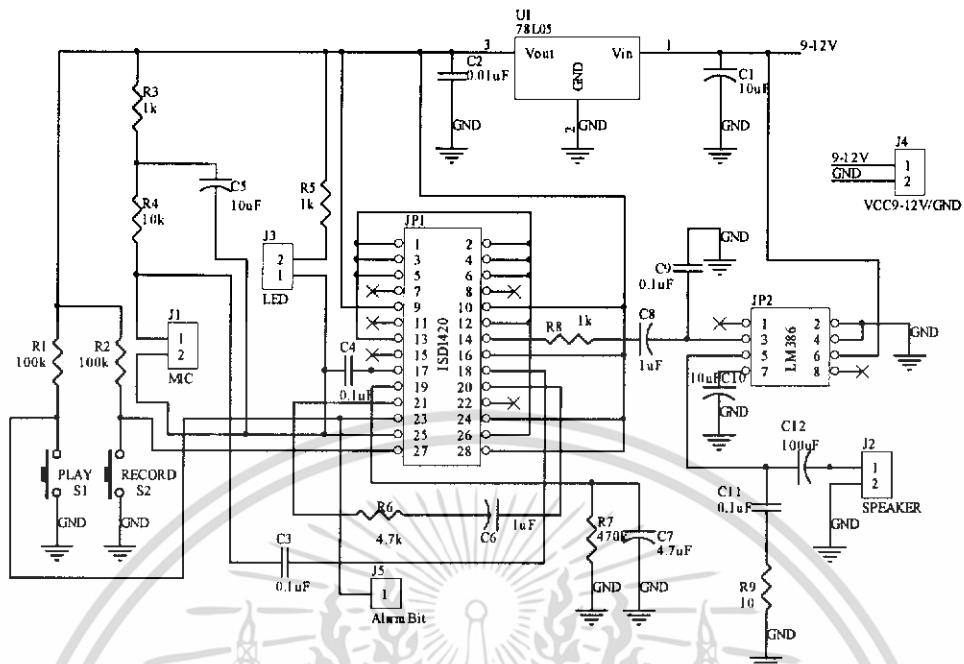 U1
78L05
3
Vout
Vin
1
9-12V
GND
2
GND
C2
0.01uF
GND
C1
10uF
GND
R3
1k
C5
10uF
R4
10k
R5
1k
J3
2
1
LED
J4
9-12V
1
GND
2
VCC9-12V/GND
J1
1
2
MIC
R1
100k
R2
100k
C4
0.1uF
JP1
1 2
3 4
5 6
7 8
9 10
11 12
13 14
15 16
17 18
19 20
21 22
23 24
25 26
27 28
ISD1420
R8
1k
C8
1uF
C9
0.1uF
GND
JP2
1 2
3 4
5 6
7 8
LM386
GND
10uF
C10
GND
C12
100uF
J2
1
2
SPEAKER
C11
0.1uF
GND
R9
10
GND
PLAY
S1
GND
RECORD
S2
GND
R6
4.7k
1uF
C6
C3
0.1uF
J5
1
Alarm Bit
R7
470k
GND
C7
4.7uF
GND